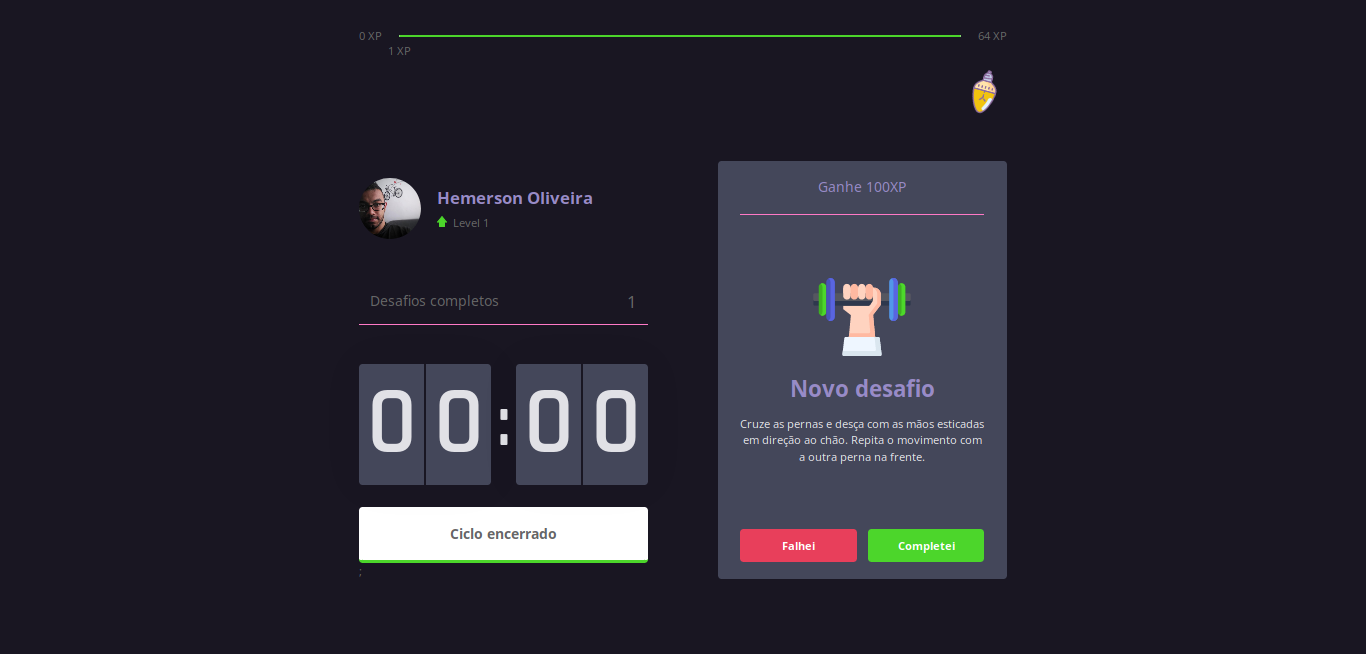 0 XP
64 XP
1 XP
Hemerson Oliveira
Level 1
Desafios completos 1
00:00
Ciclo encerrado
;
Ganhe 100XP
Novo desafio
Cruze as pernas e desça com as mãos esticadas
em direção ao chão. Repita o movimento com
a outra perna na frente.
Falhei
Completei